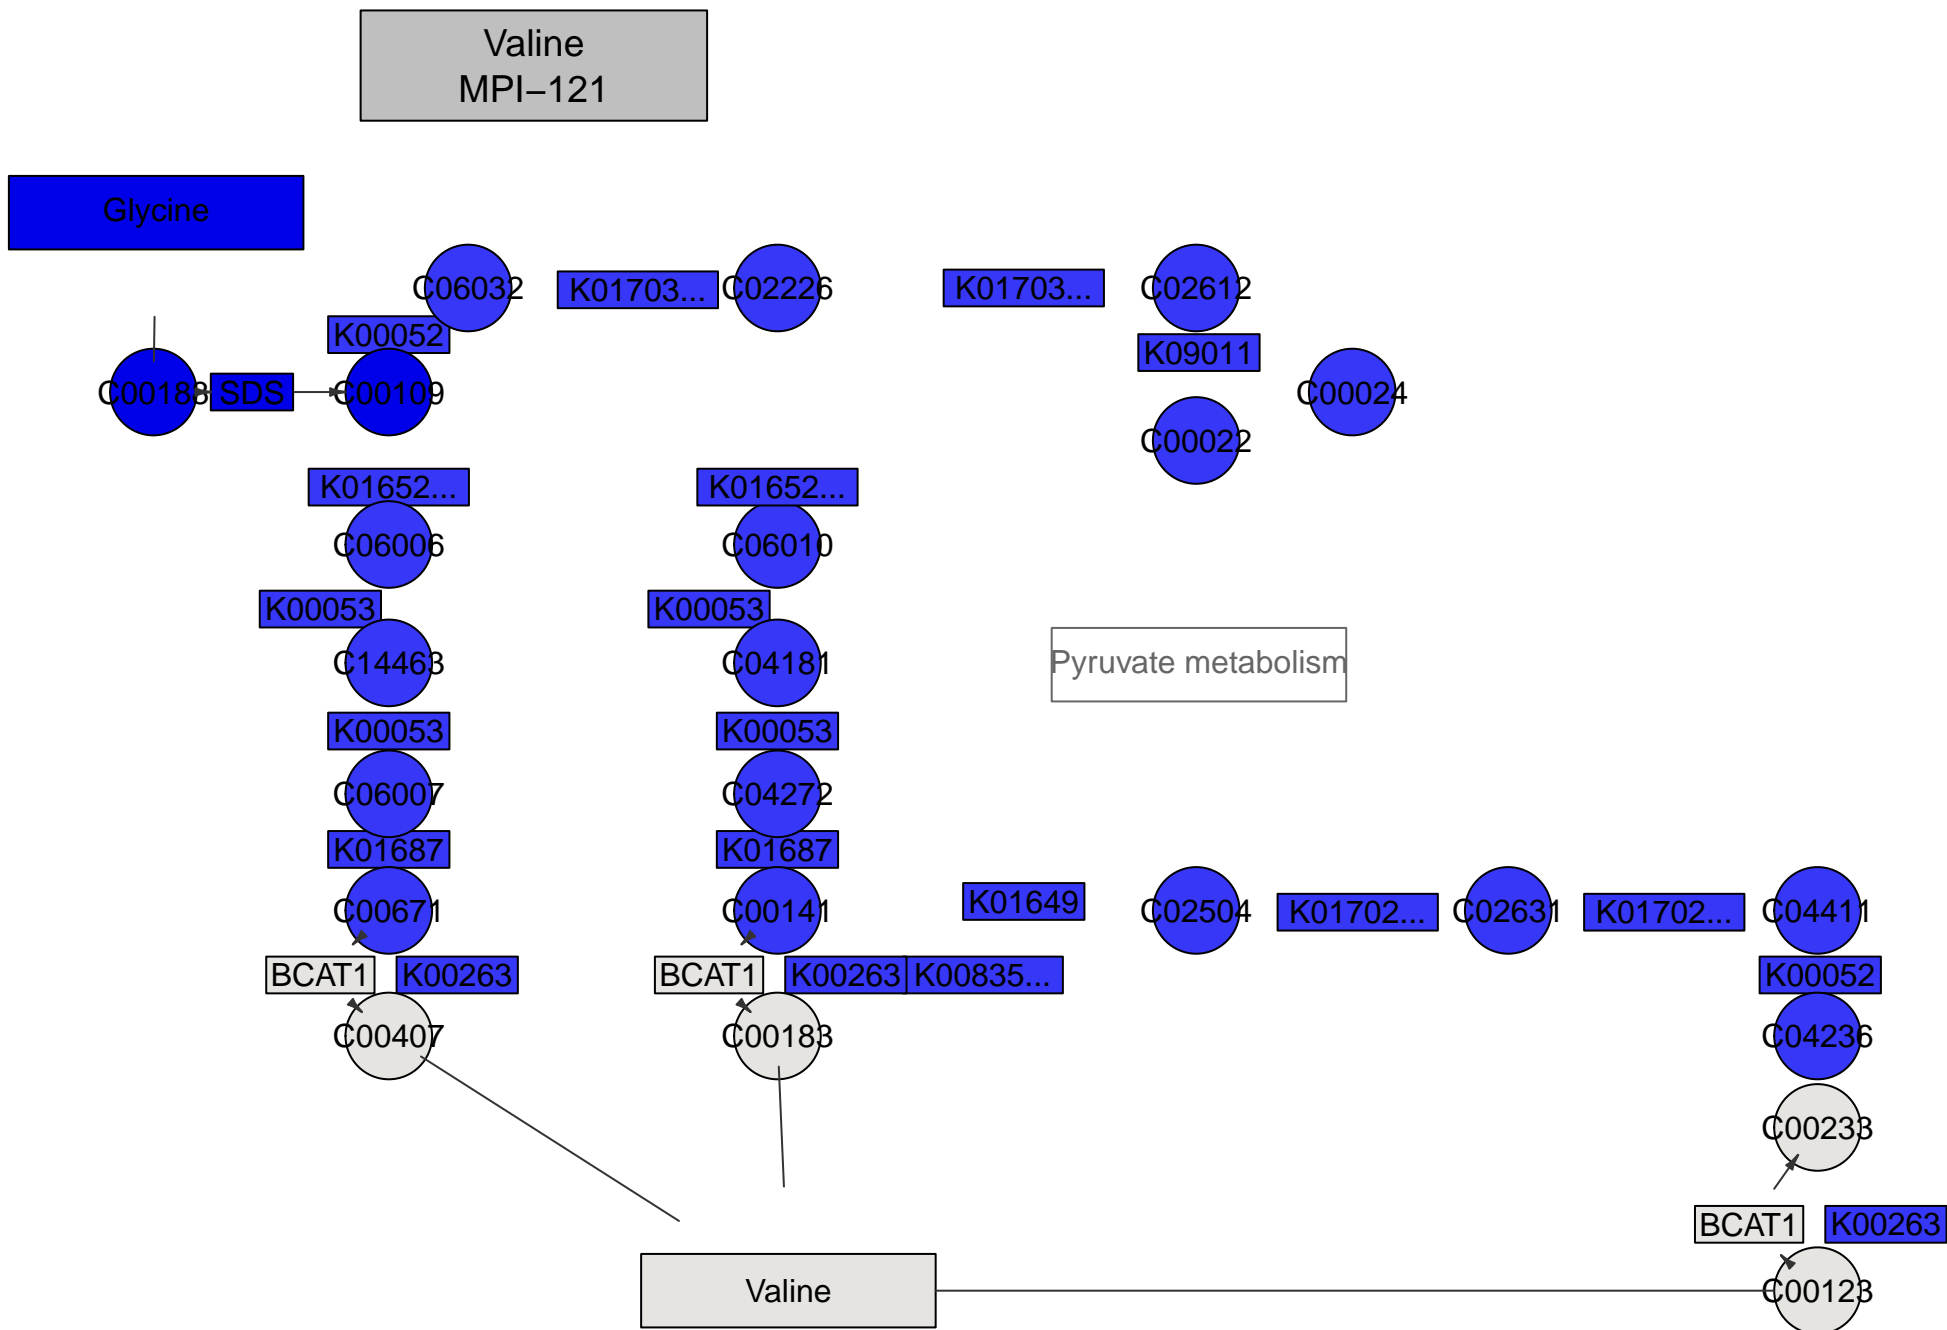 Valine
MPI−121
Glycine
C06032
K01703...
C02226
K01703...
C02612
K00052
K09011
C00188
SDS
C00109
C00024
C00022
K01652...
K01652...
C06006
C06010
K00053
K00053
C14463
C04181
Pyruvate metabolism
K00053
K00053
C06007
C04272
K01687
K01687
C00671
C00141
K01649
C02504
K01702...
C02631
K01702...
C04411
BCAT1
K00263
BCAT1
K00263
K00835...
K00052
C00407
C00183
C04236
C00233
BCAT1
K00263
Valine
C00123